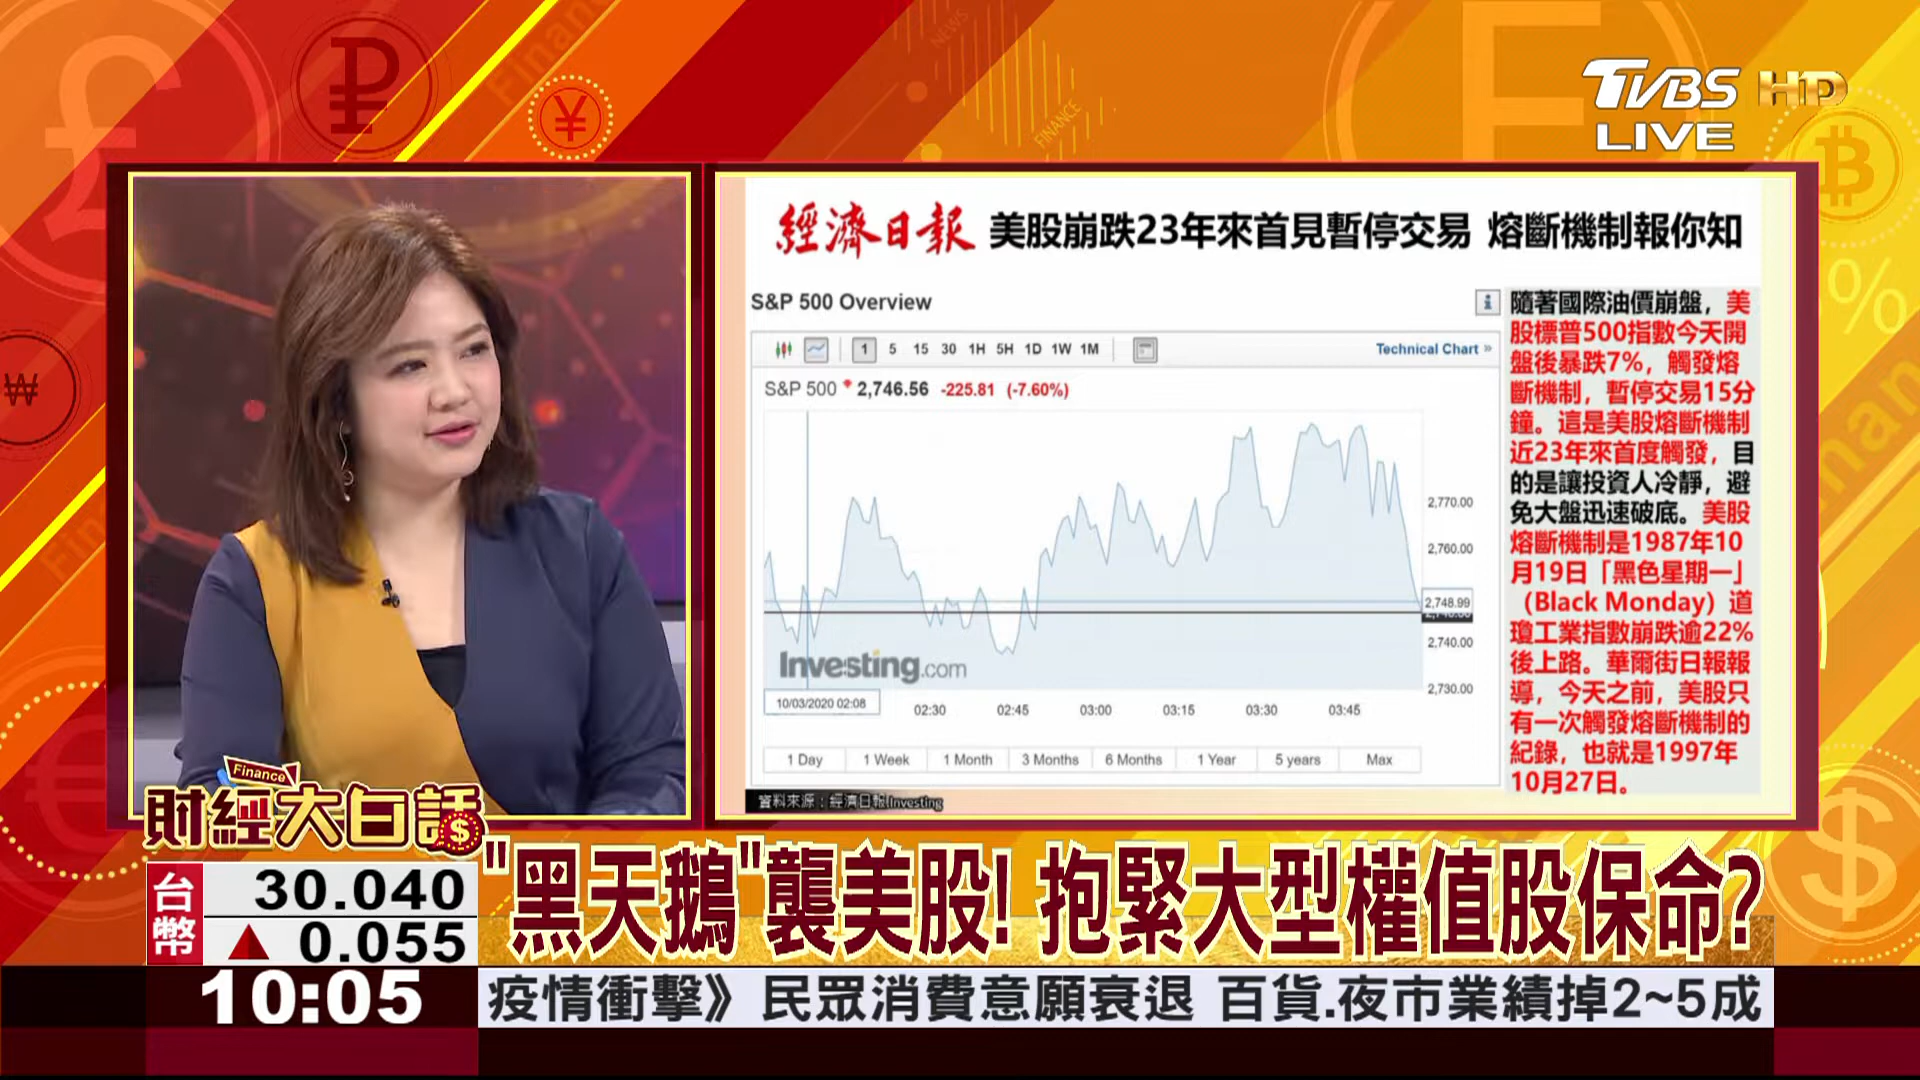 TVBS HD
LIVE
經濟日報 美股崩跌23年來首見暫停交易 熔斷機制報你知
S&P 500 Overview
1 5 15 30 1H 5H 1D 1W 1M
Technical Chart »
S&P 500 2,746.56 -225.81 (-7.60%)
2,770.00
2,760.00
2,748.99
2,740.00
2,730.00
Investing.com
10/03/2020 02:08
02:30 02:45 03:00 03:15 03:30 03:45
1 Day 1 Week 1 Month 3 Months 6 Months 1 Year 5 years Max
資料來源：經濟日報.Investing
隨著國際油價崩盤，美
股標普500指數今天開
盤後暴跌7%，觸發熔
斷機制，暫停交易15分
鐘。這是美股熔斷機制
近23年來首度觸發，目
的是讓投資人冷靜，避
免大盤迅速破底。美股
熔斷機制是1987年10
月19日「黑色星期一」
（Black Monday）道
瓊工業指數崩跌逾22%
後上路。華爾街日報報
導，今天之前，美股只
有一次觸發熔斷機制的
紀錄，也就是1997年
10月27日。
Finance
財經大白話
"黑天鵝"襲美股! 抱緊大型權值股保命?
台幣
30.040
▲ 0.055
10:05
疫情衝擊》民眾消費意願衰退 百貨.夜市業績掉2~5成
FINANCE
NEWS